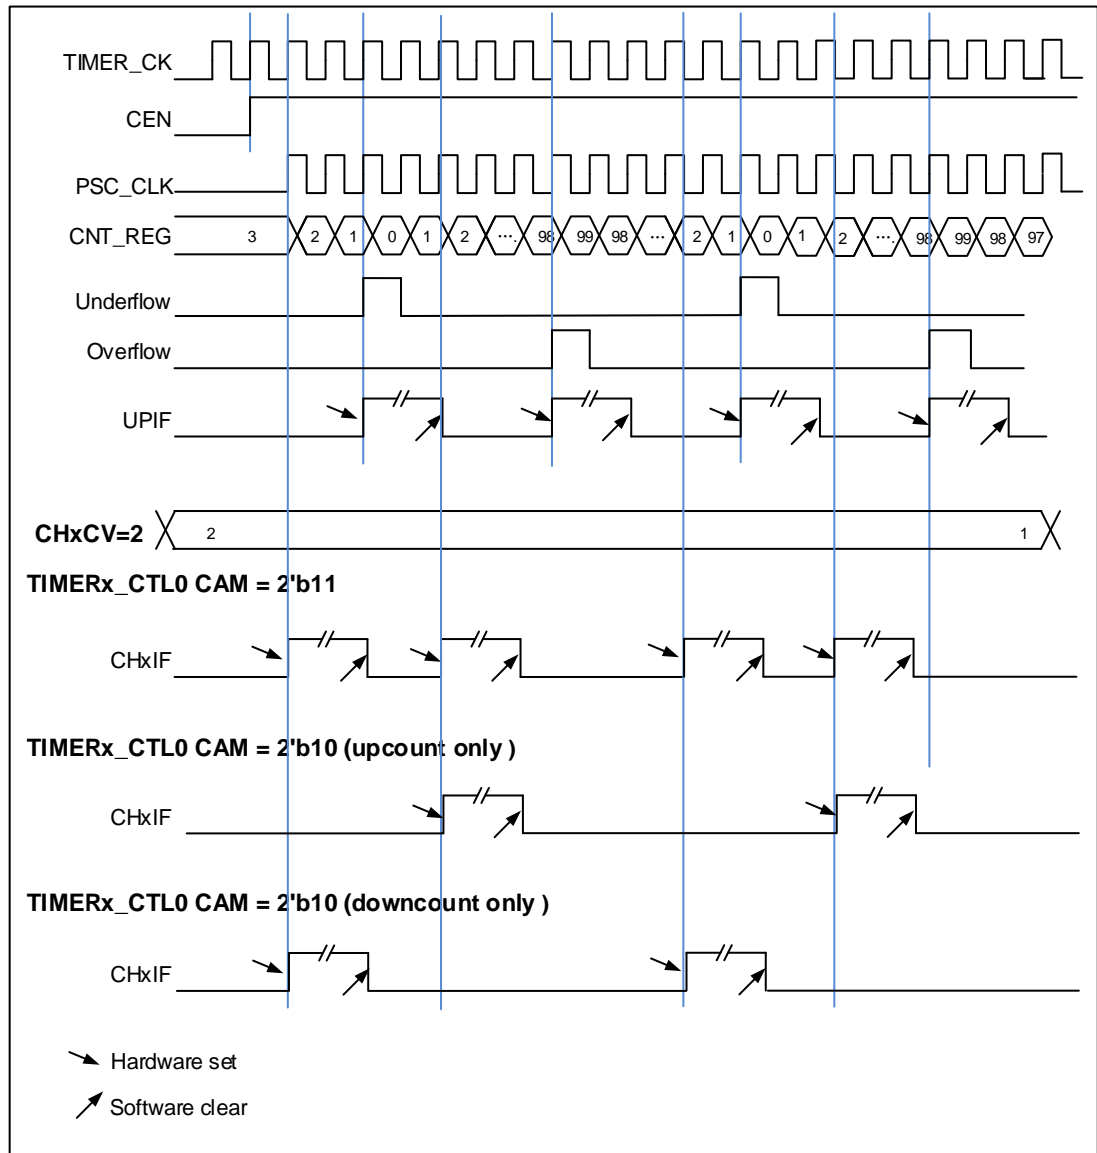 TIMER_CK
CEN
PSC_CLK
CNT_REG 3 2 1 0 1 2 .... 98 99 98 ... 2 1 0 1 2 .... 98 99 98 97
Underflow
Overflow
UPIF
CHxCV=2 2 1
TIMERx_CTL0 CAM = 2'b11
CHxIF
TIMERx_CTL0 CAM = 2'b10 (upcount only )
CHxIF
TIMERx_CTL0 CAM = 2'b10 (downcount only )
CHxIF
Hardware set
Software clear